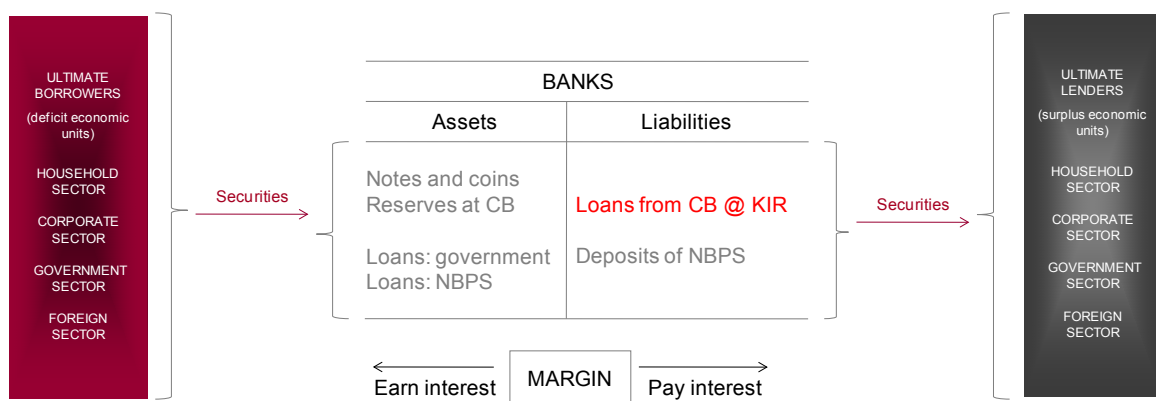 ULTIMATE
BORROWERS
(deficit economic
units)
HOUSEHOLD
SECTOR
CORPORATE
SECTOR
GOVERNMENT
SECTOR
FOREIGN
SECTOR
Securities
BANKS
Assets
Liabilities
Notes and coins
Reserves at CB
Loans: government
Loans: NBPS
Loans from CB @ KIR
Deposits of NBPS
Earn interest
MARGIN
Pay interest
Securities
ULTIMATE
LENDERS
(surplus economic
units)
HOUSEHOLD
SECTOR
CORPORATE
SECTOR
GOVERNMENT
SECTOR
FOREIGN
SECTOR